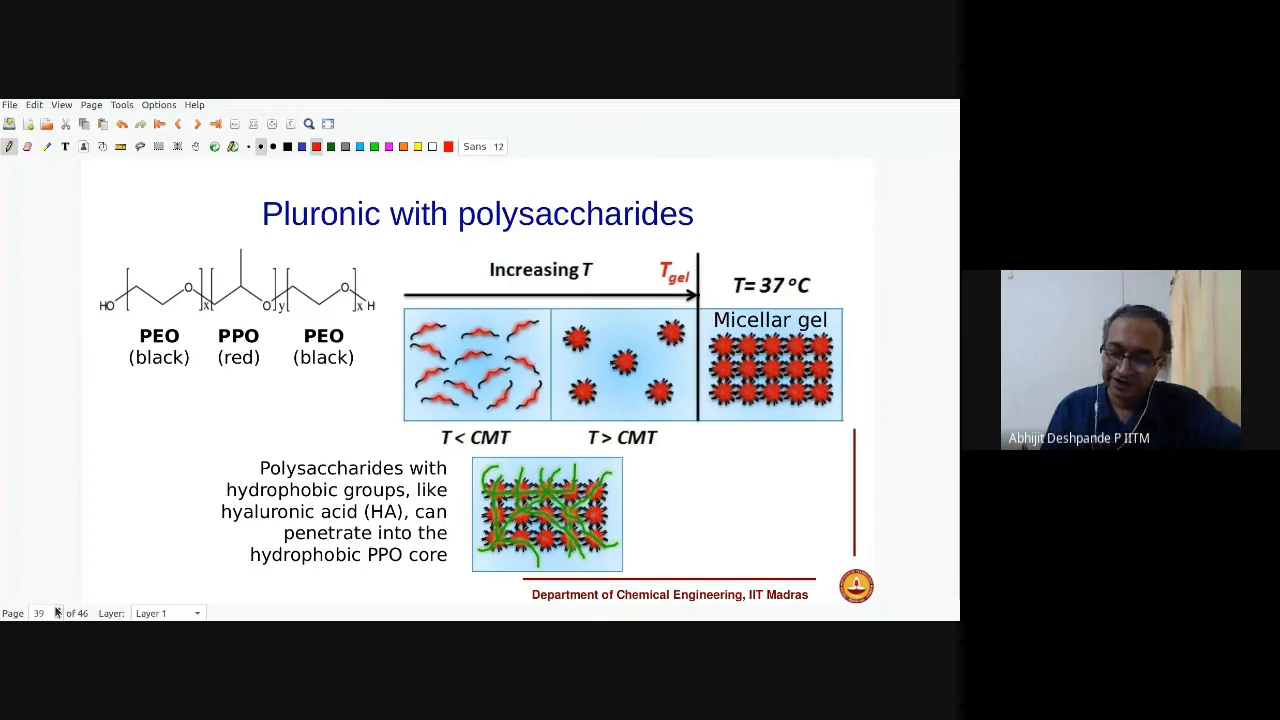 File Edit View Page Tools Options Help
Sans 12
Pluronic with polysaccharides
HO O x O y O x H
PEO PPO PEO
(black) (red) (black)
Increasing T
Tgel
T= 37 °C
Micellar gel
T < CMT
T > CMT
Polysaccharides with
hydrophobic groups, like
hyaluronic acid (HA), can
penetrate into the
hydrophobic PPO core
Department of Chemical Engineering, IIT Madras
Page 39 of 46 Layer: Layer 1
Abhijit Deshpande P IITM